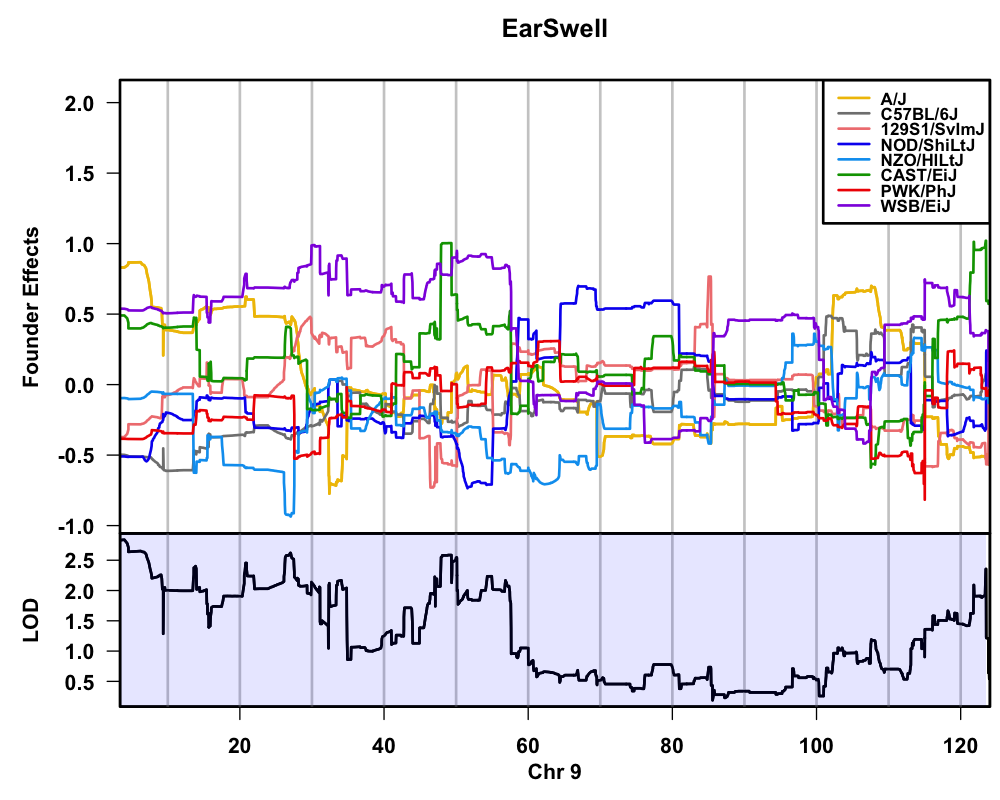 EarSwell
2.0
1.5
1.0
0.5
0.0
-0.5
-1.0
Founder Effects
A/J
C57BL/6J
129S1/SvImJ
NOD/ShiLtJ
NZO/HlLtJ
CAST/EiJ
PWK/PhJ
WSB/EiJ
2.5
2.0
1.5
1.0
0.5
LOD
20 40 60 80 100 120
Chr 9